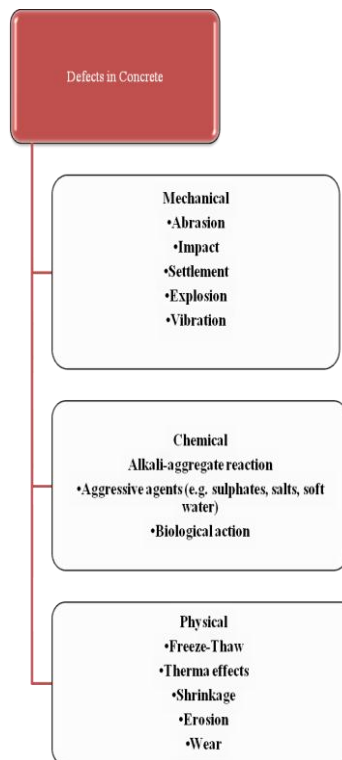 Defects in Concrete
Mechanical
•Abrasion
•Impact
•Settlement
•Explosion
•Vibration
Chemical
Alkali-aggregate reaction
•Aggressive agents (e.g. sulphates, salts, soft
water)
•Biological action
Physical
•Freeze-Thaw
•Therma effects
•Shrinkage
•Erosion
•Wear